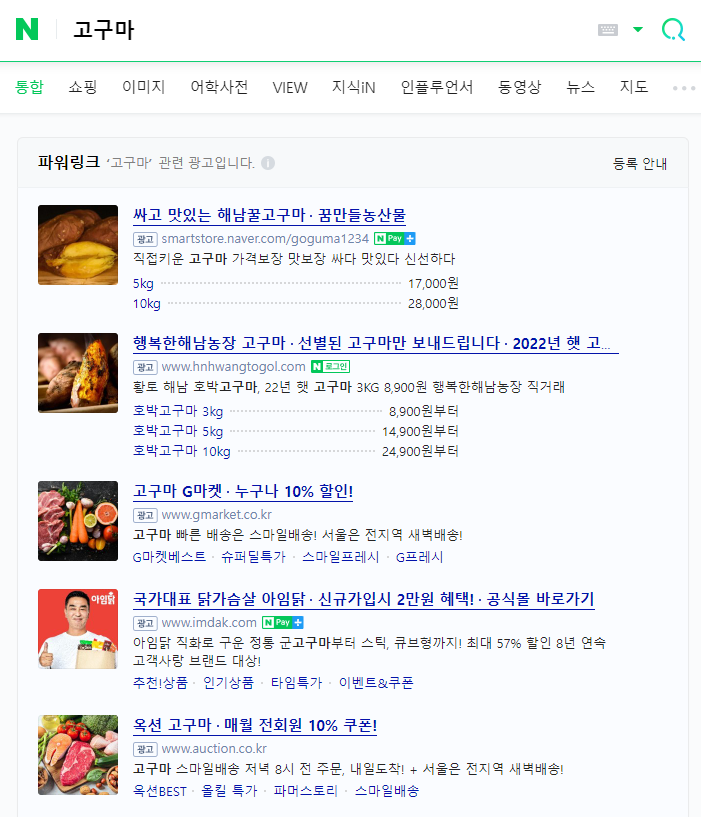 N 고구마
통합 쇼핑 이미지 어학사전 VIEW 지식iN 인플루언서 동영상 뉴스 지도
파워링크 '고구마' 관련 광고입니다. i 등록 안내
싸고 맛있는 해남꿀고구마 · 꿈만들농산물
광고 smartstore.naver.com/goguma1234 N Pay +
직접키운 고구마 가격보장 맛보장 싸다 맛있다 신선하다
5kg 17,000원
10kg 28,000원
행복한해남농장 고구마 · 선별된 고구마만 보내드립니다 · 2022년 햇 고...
광고 www.hnhwangtogol.com N 로그인
황토 해남 호박고구마, 22년 햇 고구마 3KG 8,900원 행복한해남농장 직거래
호박고구마 3kg 8,900원부터
호박고구마 5kg 14,900원부터
호박고구마 10kg 24,900원부터
고구마 G마켓 · 누구나 10% 할인!
광고 www.gmarket.co.kr
고구마 빠른 배송은 스마일배송! 서울은 전지역 새벽배송!
G마켓베스트 · 슈퍼딜특가 · 스마일프레시 · G프레시
아임닭
국가대표 닭가슴살 아임닭 · 신규가입시 2만원 혜택! · 공식몰 바로가기
광고 www.imdak.com N Pay +
아임닭 직화로 구운 정통 군고구마부터 스틱, 큐브형까지! 최대 57% 할인 8년 연속
고객사랑 브랜드 대상!
추천!상품 · 인기상품 · 타임특가 · 이벤트&쿠폰
옥션 고구마 · 매월 전회원 10% 쿠폰!
광고 www.auction.co.kr
고구마 스마일배송 저녁 8시 전 주문, 내일도착! + 서울은 전지역 새벽배송!
옥션BEST · 올킬 특가 · 파머스토리 · 스마일배송